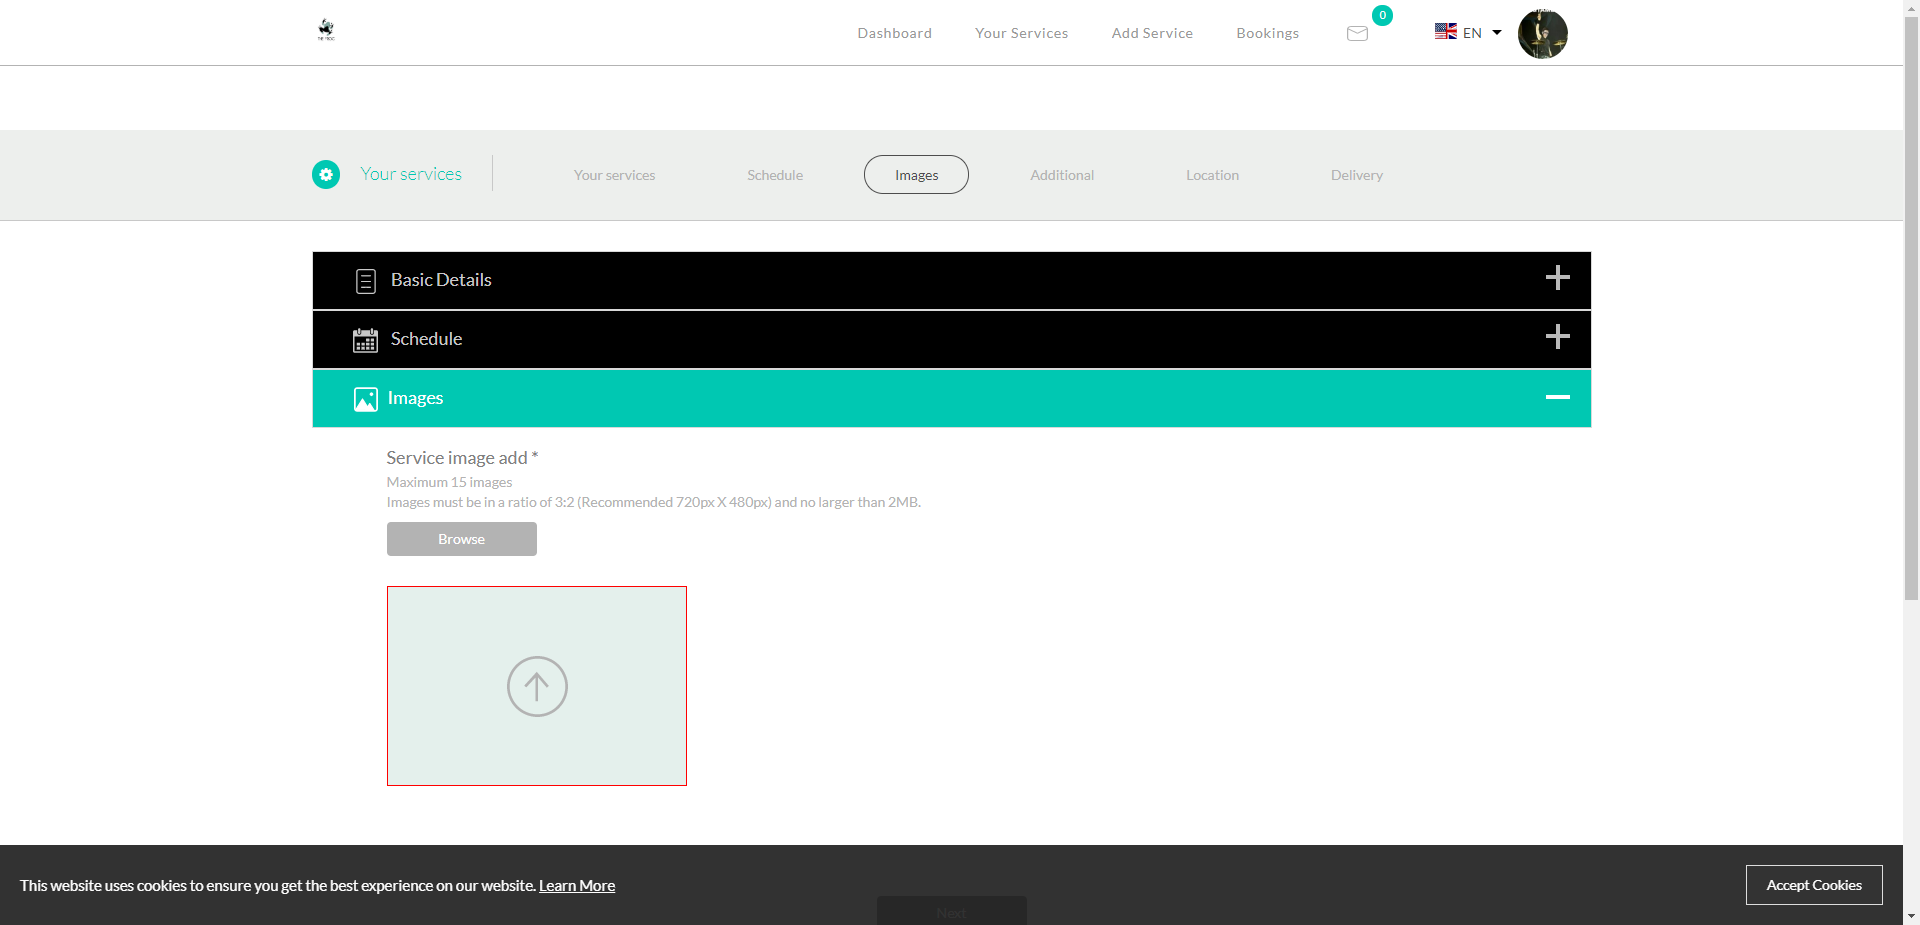 Dashboard
Your Services
Add Service
Bookings
0
EN
Your services
Your services
Schedule
Images
Additional
Location
Delivery
Basic Details
Schedule
Images
Service image add *
Maximum 15 images
Images must be in a ratio of 3:2 (Recommended 720px X 480px) and no larger than 2MB.
Browse
This website uses cookies to ensure you get the best experience on our website. Learn More
Accept Cookies
Next